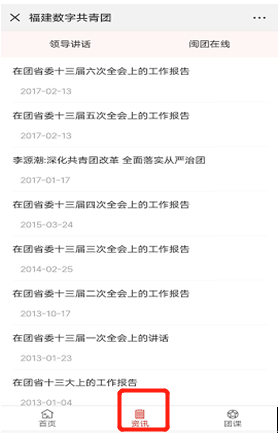 福建数字共青团
领导讲话 闽团在线
在团省委十三届六次全会上的工作报告
2017-02-13
在团省委十三届五次全会上的工作报告
2017-02-13
李源潮:深化共青团改革 全面落实从严治团
2017-01-17
在团省委十三届四次全会上的工作报告
2015-03-24
在团省委十三届三次全会上的工作报告
2014-02-25
在团省委十三届二次全会上的工作报告
2013-10-17
在团省委十三届一次全会上的讲话
2013-01-23
在团省十三大上的工作报告
2013-01-04
首页 资讯 团课